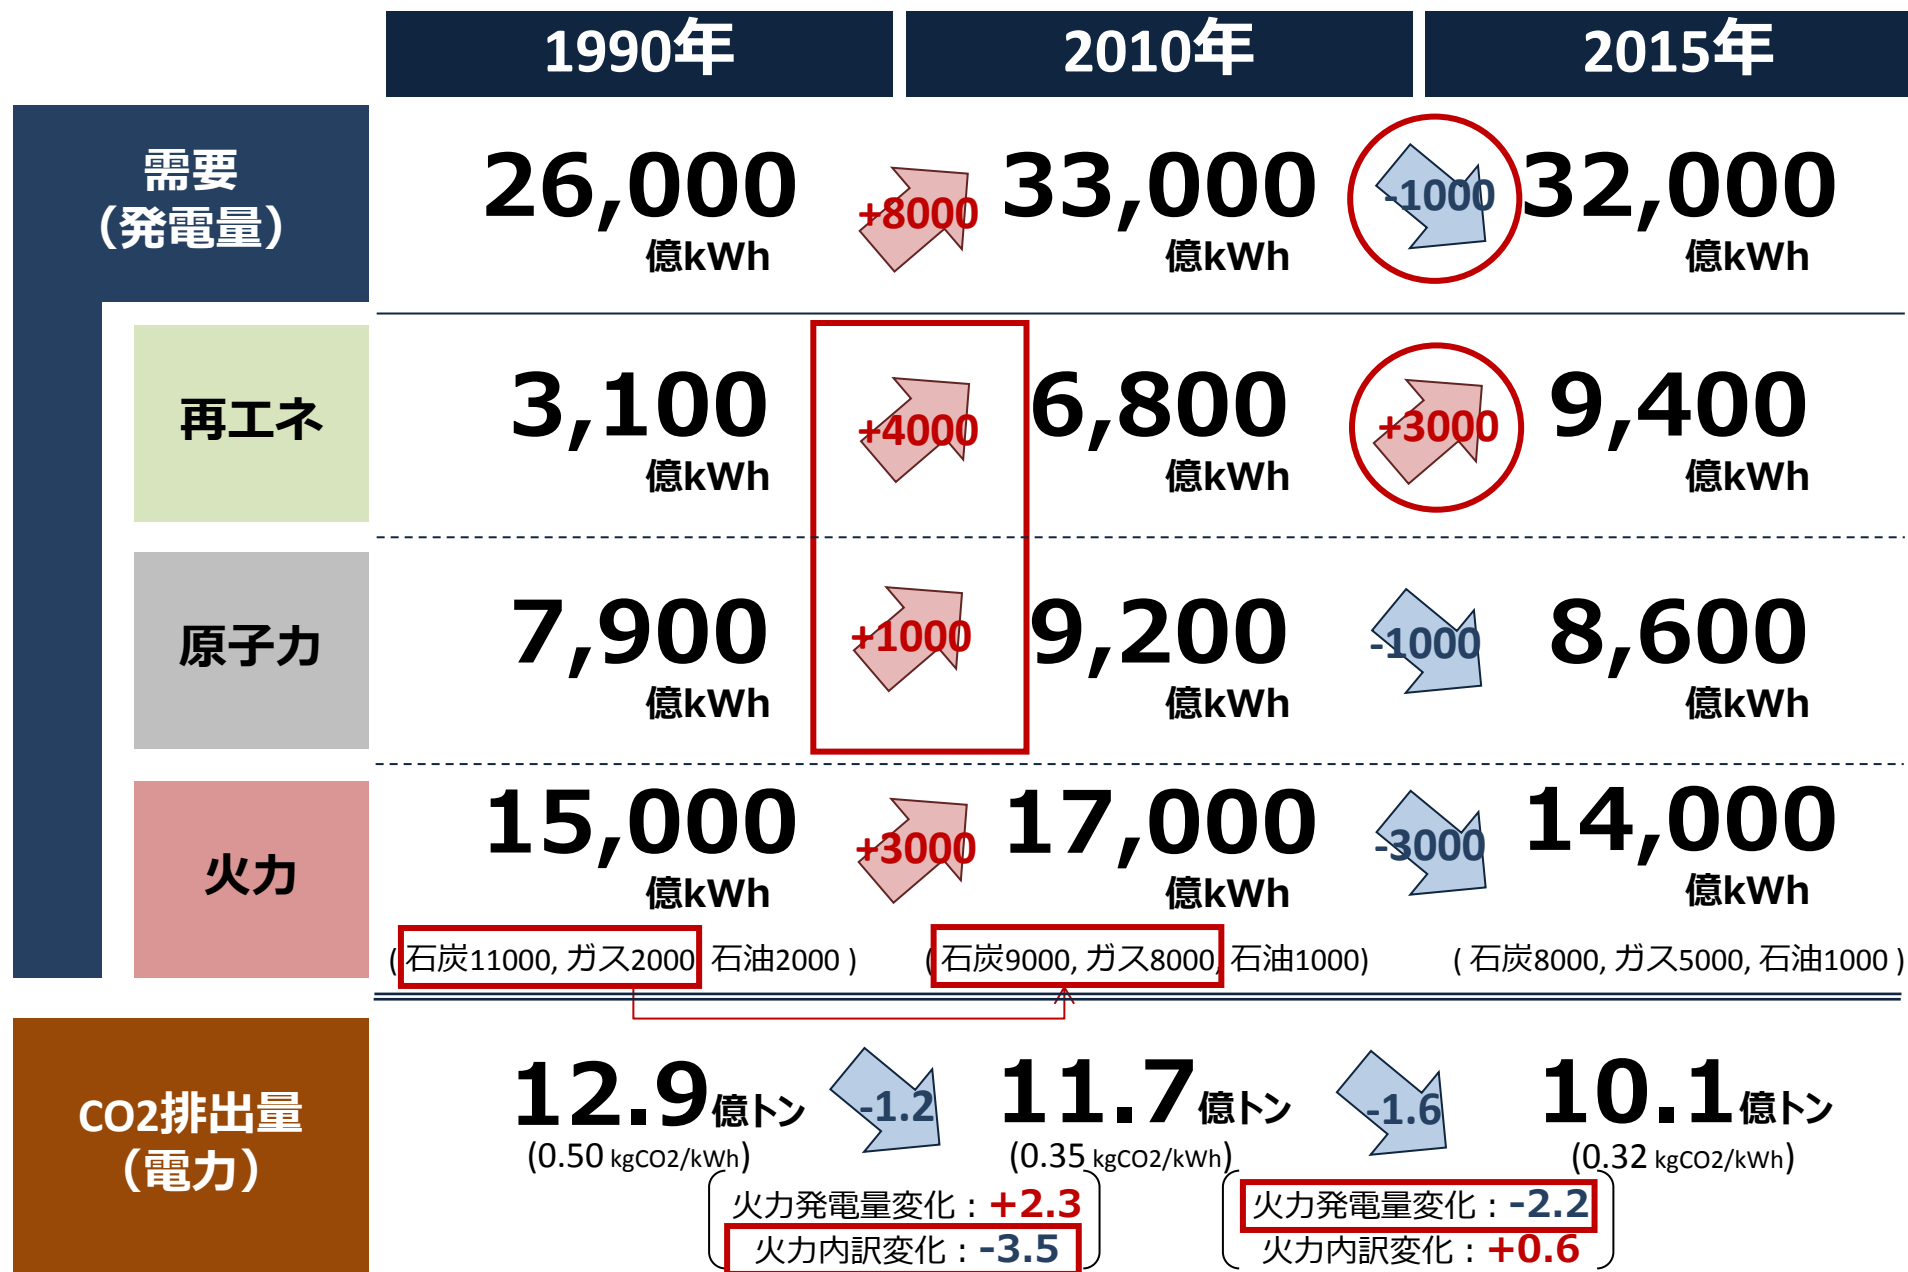 1990年 2010年 2015年
需要
（発電量）
26,000
億kWh
+8000
33,000
億kWh
-1000
32,000
億kWh
再エネ
3,100
億kWh
+4000
6,800
億kWh
+3000
9,400
億kWh
原子力
7,900
億kWh
+1000
9,200
億kWh
-1000
8,600
億kWh
火力
15,000
億kWh
+3000
17,000
億kWh
-3000
14,000
億kWh
( 石炭11000, ガス2000 石油2000 )
( 石炭9000, ガス8000, 石油1000)
( 石炭8000, ガス5000, 石油1000 )
CO2排出量
（電力）
12.9億トン
(0.50 kgCO2/kWh)
-1.2
11.7億トン
(0.35 kgCO2/kWh)
-1.6
10.1億トン
(0.32 kgCO2/kWh)
火力発電量変化：+2.3
火力内訳変化：-3.5
火力発電量変化：-2.2
火力内訳変化：+0.6